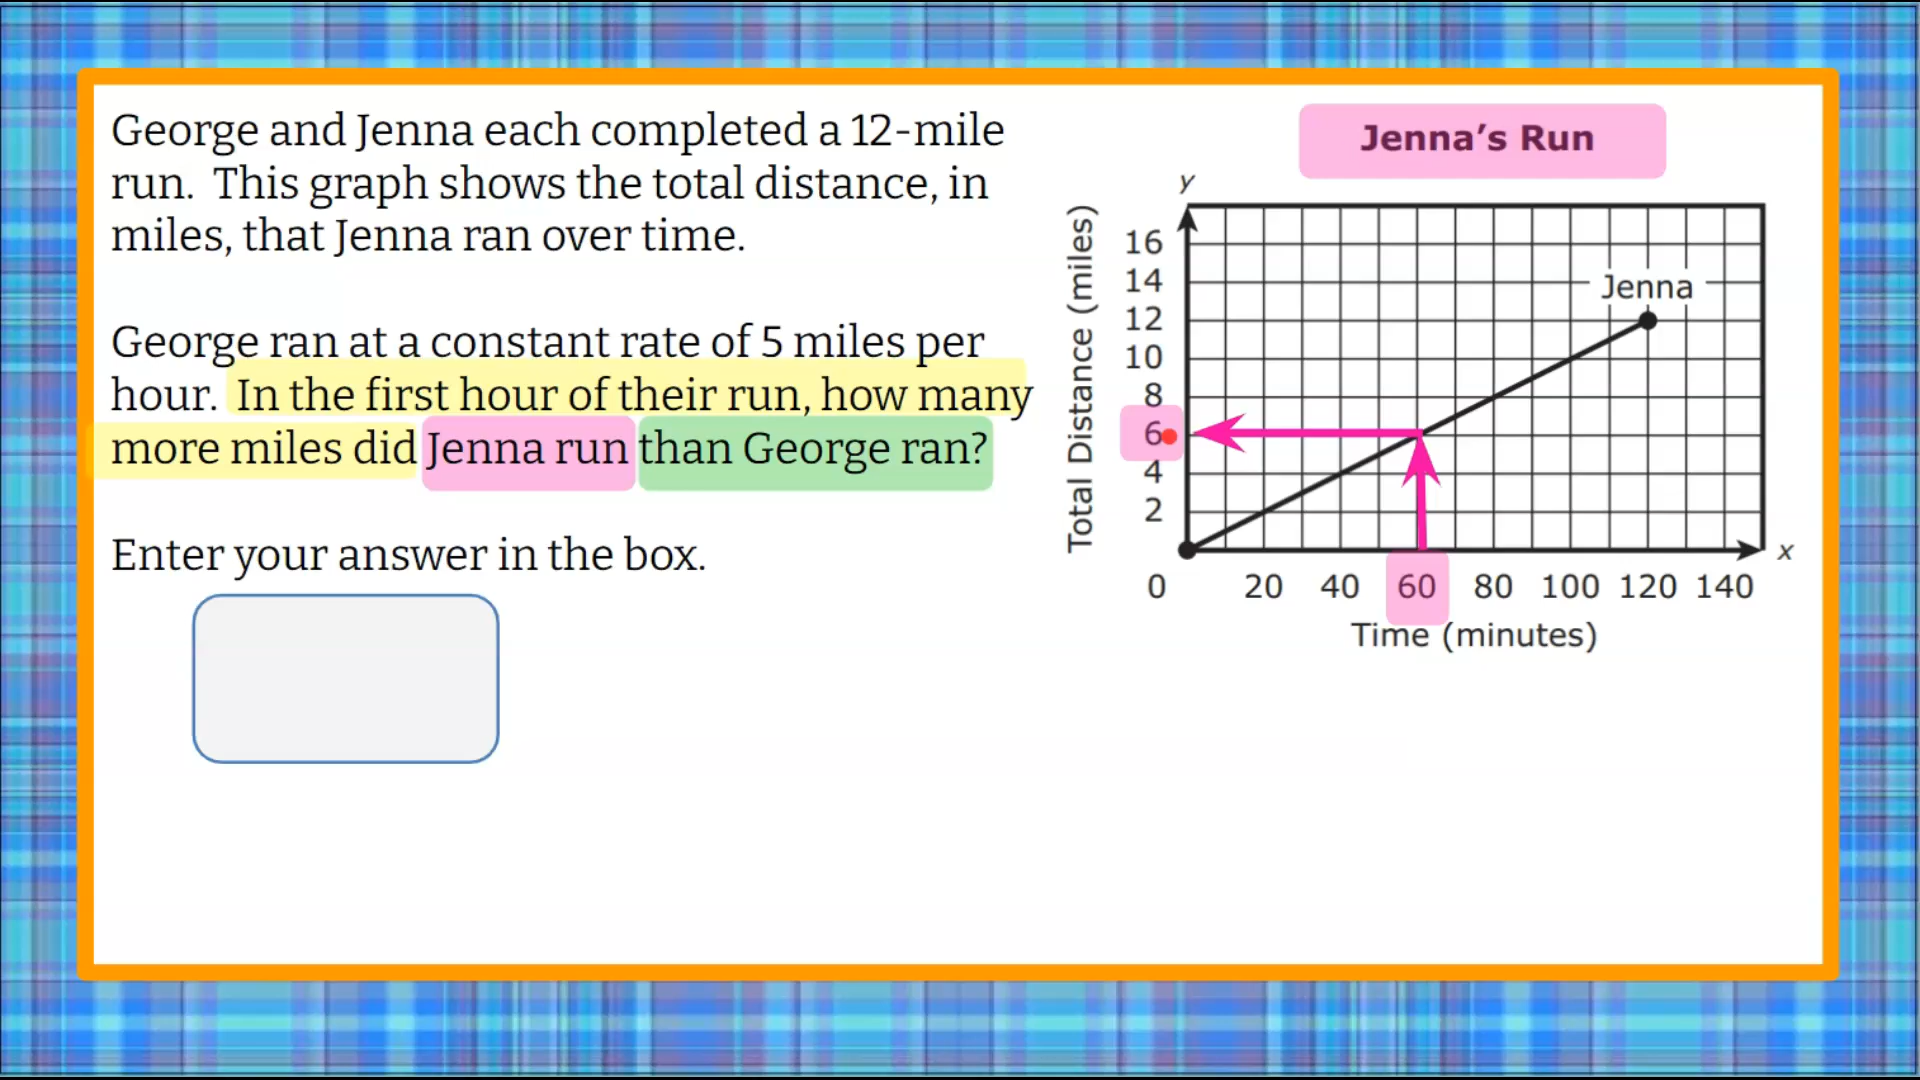 George and Jenna each completed a 12-mile
run. This graph shows the total distance, in
miles, that Jenna ran over time.
George ran at a constant rate of 5 miles per
hour. In the first hour of their run, how many
more miles did Jenna run than George ran?
Enter your answer in the box.
Jenna's Run
y
Total Distance (miles)
16
14
12
10
8
6
4
2
Jenna
x
0 20 40 60 80 100 120 140
Time (minutes)